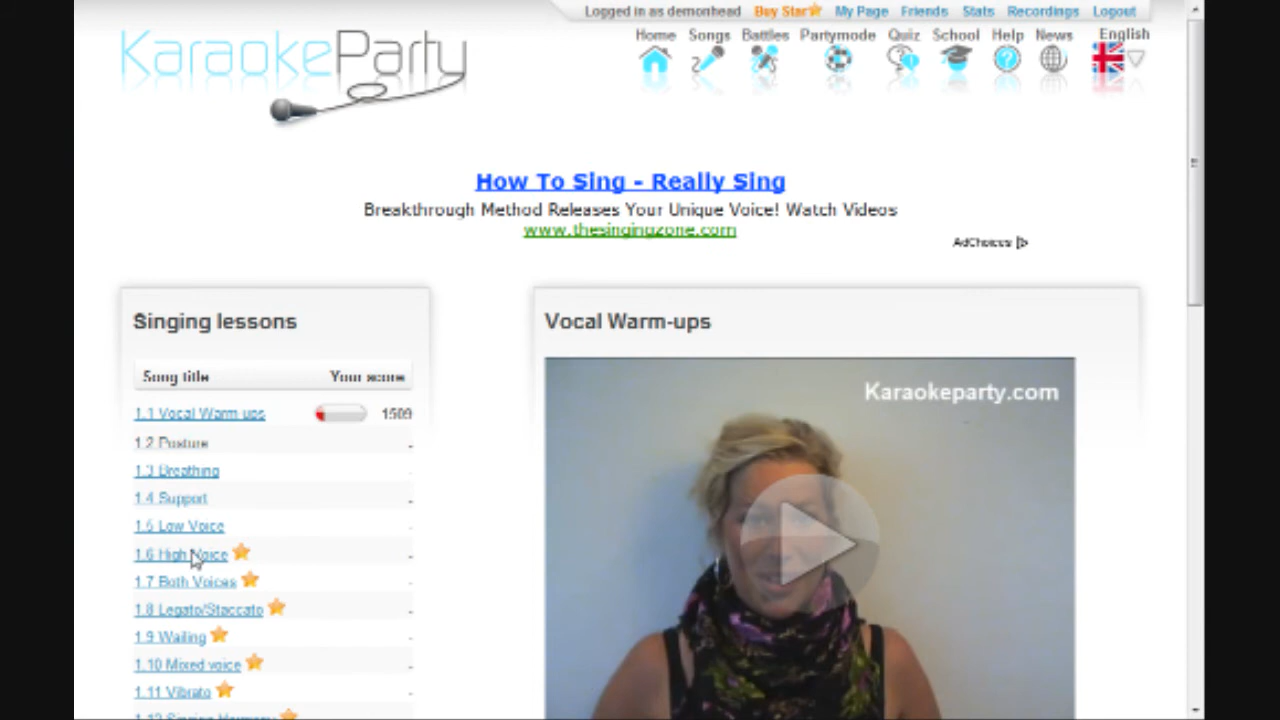 Logged in as demonhead Buy Star My Page Friends Stats Recordings Logout
Home Songs Battles Partymode Quiz School Help News English
KaraokeParty
How To Sing - Really Sing
Breakthrough Method Releases Your Unique Voice! Watch Videos
www.thesingingzone.com
AdChoices
Singing lessons
Song title Your score
1.1 Vocal Warm-ups 1509
1.2 Posture -
1.3 Breathing -
1.4 Support -
1.5 Low Voice -
1.6 High Voice -
1.7 Both Voices -
1.8 Legato/Staccato -
1.9 Wailing -
1.10 Mixed voice -
1.11 Vibrato -
1.12 Singing Harmony
Vocal Warm-ups
Karaokeparty.com